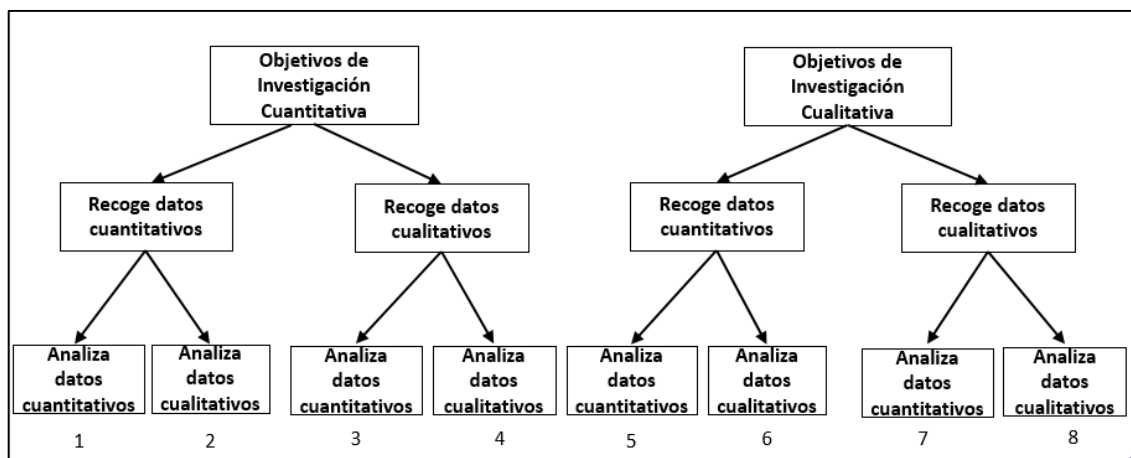 Objetivos de
Investigación
Cuantitativa
Objetivos de
Investigación
Cualitativa
Recoge datos
cuantitativos
Recoge datos
cualitativos
Recoge datos
cuantitativos
Recoge datos
cualitativos
Analiza
datos
cuantitativos
Analiza
datos
cualitativos
Analiza
datos
cuantitativos
Analiza
datos
cualitativos
Analiza
datos
cuantitativos
Analiza
datos
cualitativos
Analiza
datos
cuantitativos
Analiza
datos
cualitativos
1
2
3
4
5
6
7
8